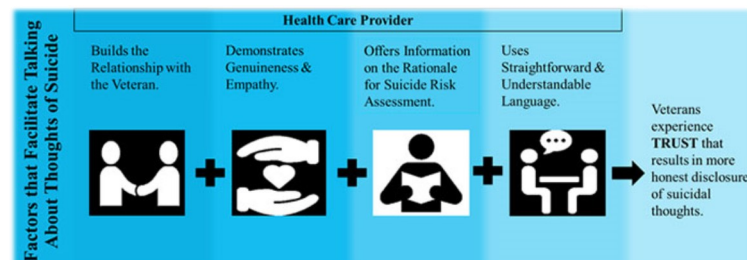 Factors that Facilitate Talking
About Thoughts of Suicide
Health Care Provider
Builds the
Relationship with
the Veteran.
Demonstrates
Genuineness &
Empathy.
Offers Information
on the Rationale
for Suicide Risk
Assessment.
Uses
Straightforward &
Understandable
Language.
Veterans
experience
TRUST that
results in more
honest disclosure
of suicidal
thoughts.